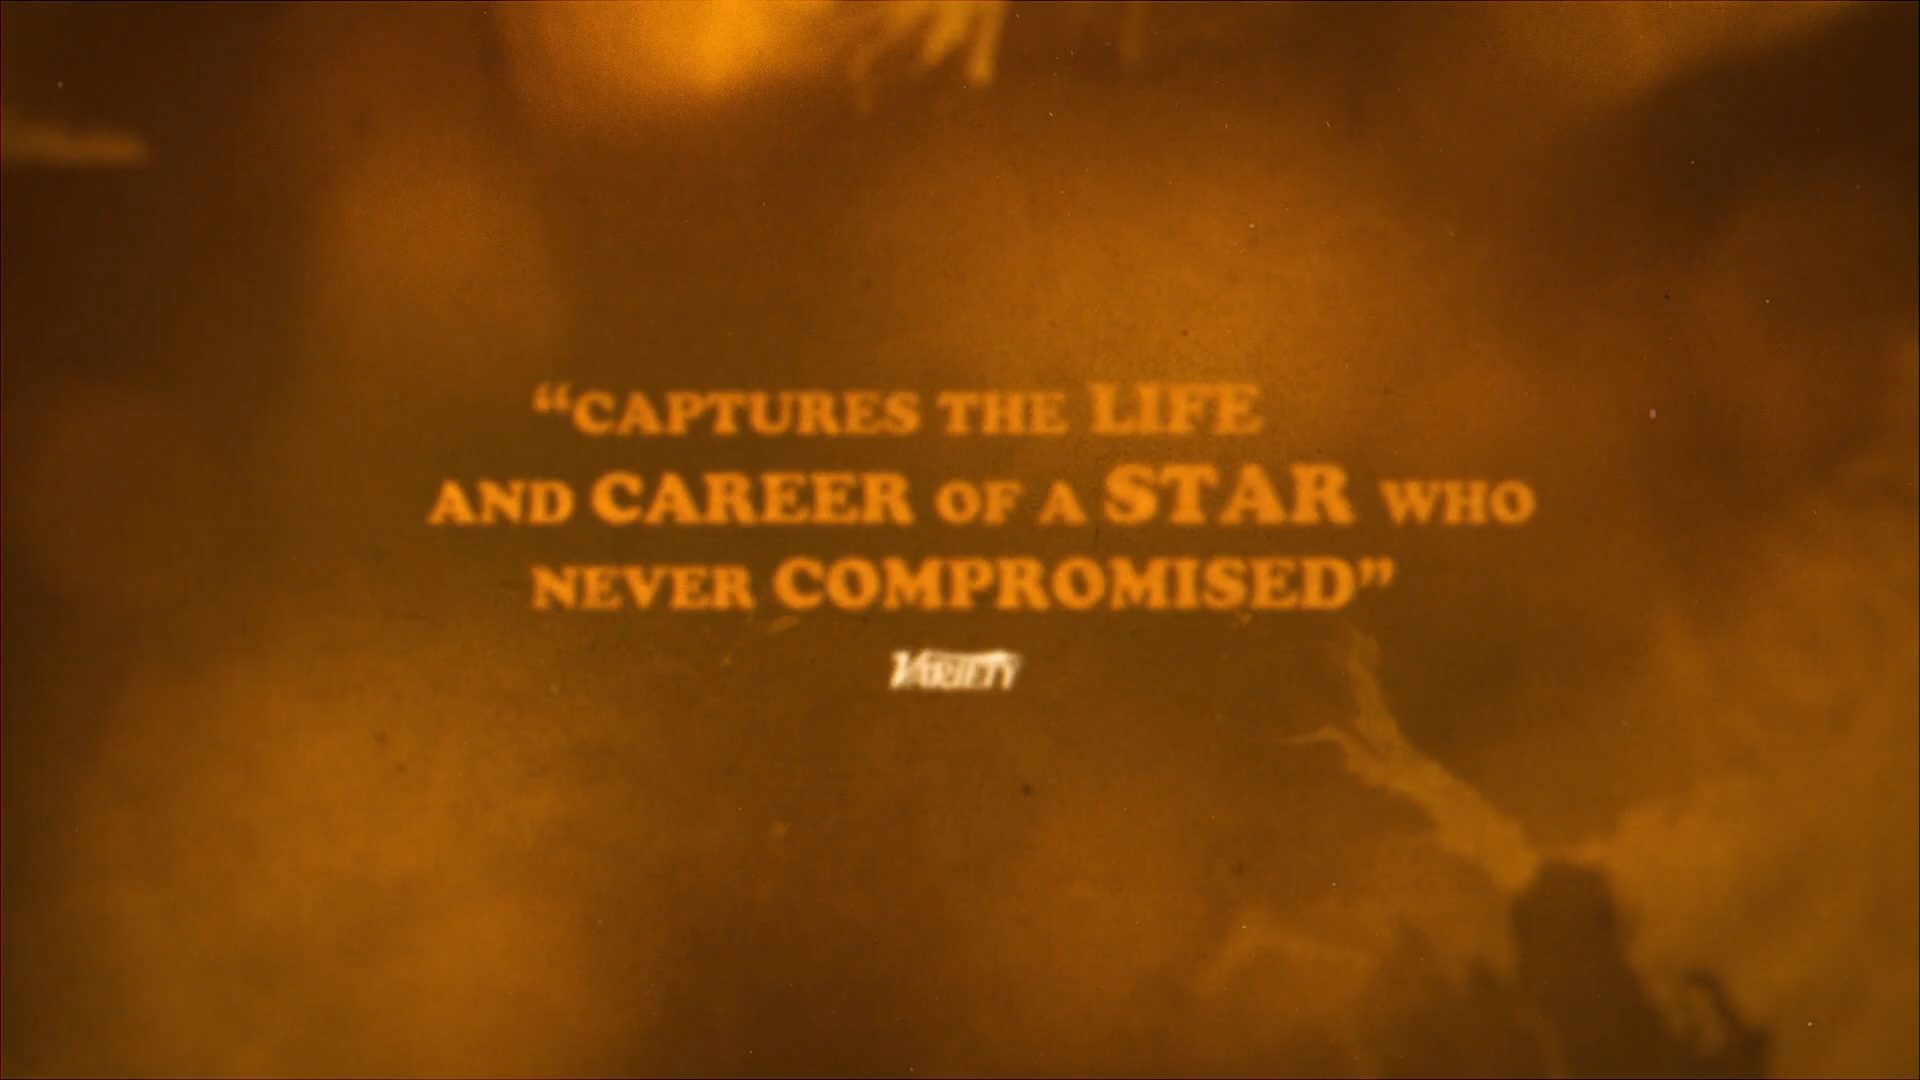 “CAPTURES THE LIFE
AND CAREER OF A STAR WHO
NEVER COMPROMISED”
VARIETY